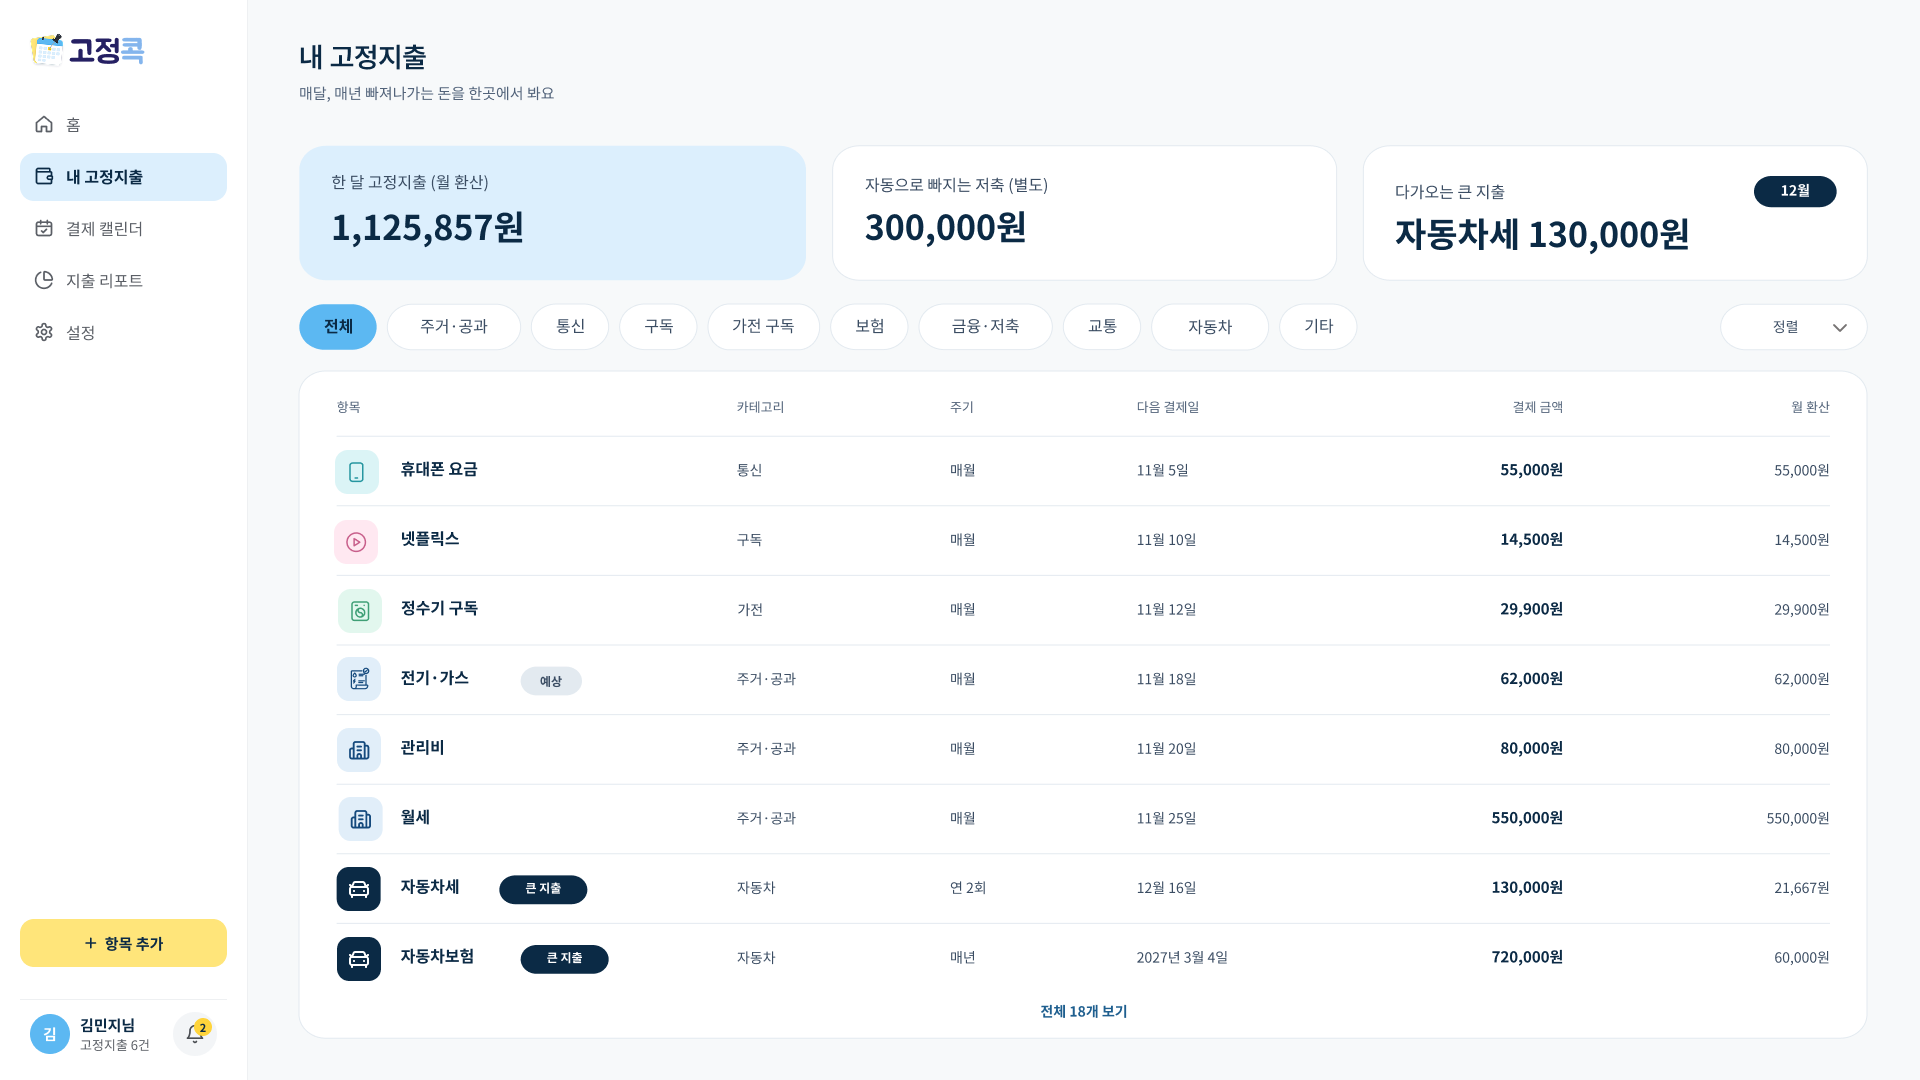 고정콕
홈
내 고정지출
결제 캘린더
지출 리포트
설정
+ 항목 추가
김
김민지님
고정지출 6건
2
내 고정지출
매달, 매년 빠져나가는 돈을 한곳에서 봐요
한 달 고정지출 (월 환산)
1,125,857원
자동으로 빠지는 저축 (별도)
300,000원
다가오는 큰 지출
12월
자동차세 130,000원
전체 주거·공과 통신 구독 가전 구독 보험 금융·저축 교통 자동차 기타 정렬
항목 카테고리 주기 다음 결제일 결제 금액 월 환산
휴대폰 요금 통신 매월 11월 5일 55,000원 55,000원
넷플릭스 구독 매월 11월 10일 14,500원 14,500원
정수기 구독 가전 매월 11월 12일 29,900원 29,900원
전기·가스 예상 주거·공과 매월 11월 18일 62,000원 62,000원
관리비 주거·공과 매월 11월 20일 80,000원 80,000원
월세 주거·공과 매월 11월 25일 550,000원 550,000원
자동차세 큰 지출 자동차 연 2회 12월 16일 130,000원 21,667원
자동차보험 큰 지출 자동차 매년 2027년 3월 4일 720,000원 60,000원
전체 18개 보기